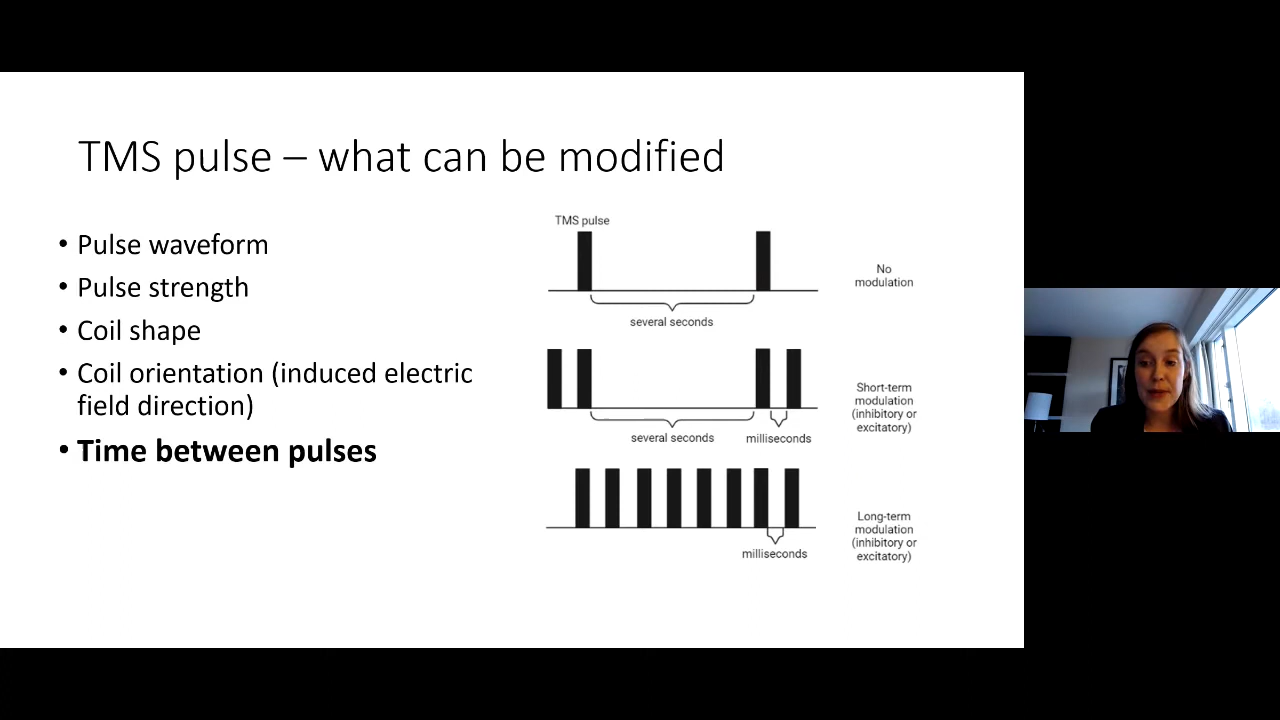 TMS pulse – what can be modified
• Pulse waveform
• Pulse strength
• Coil shape
• Coil orientation (induced electric
field direction)
• Time between pulses
TMS pulse
several seconds
No
modulation
several seconds
milliseconds
Short-term
modulation
(inhibitory or
excitatory)
milliseconds
Long-term
modulation
(inhibitory or
excitatory)